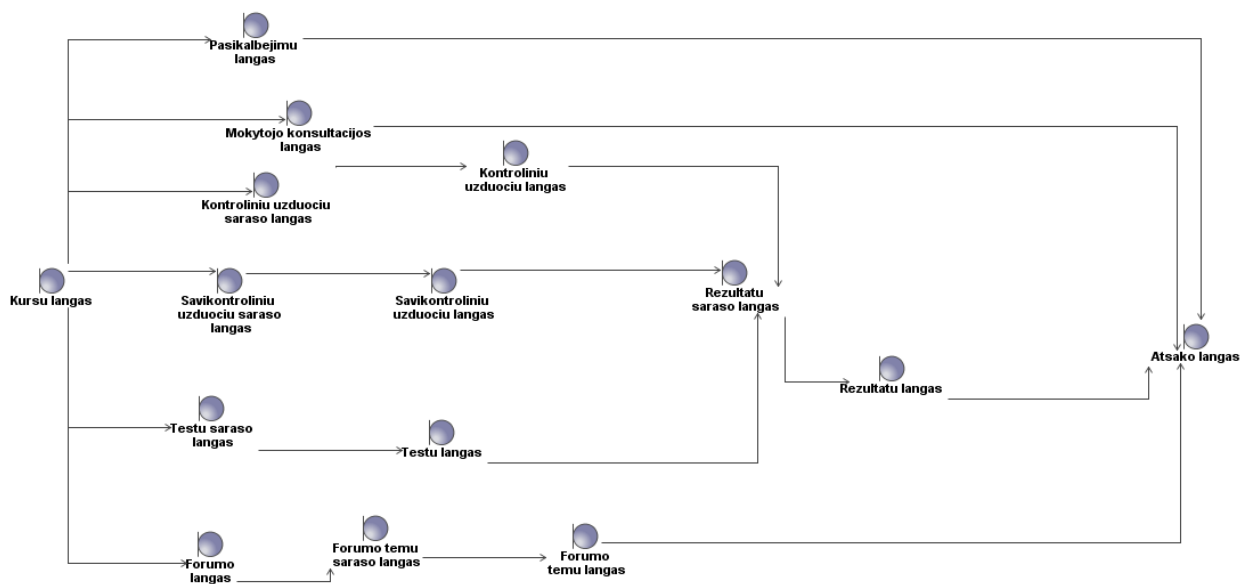 Pasikalbejimu
langas
Mokytojo konsultacijos
langas
Kontroliniu
uzduociu langas
Kontroliniu uzduociu
saraso langas
Kursu langas
Savikontroliniu
uzduociu saraso
langas
Savikontroliniu
uzduociu langas
Rezultatu
saraso langas
Atsako langas
Rezultatu langas
Testu saraso
langas
Testu langas
Forumo
langas
Forumo temu
saraso langas
Forumo
temu langas